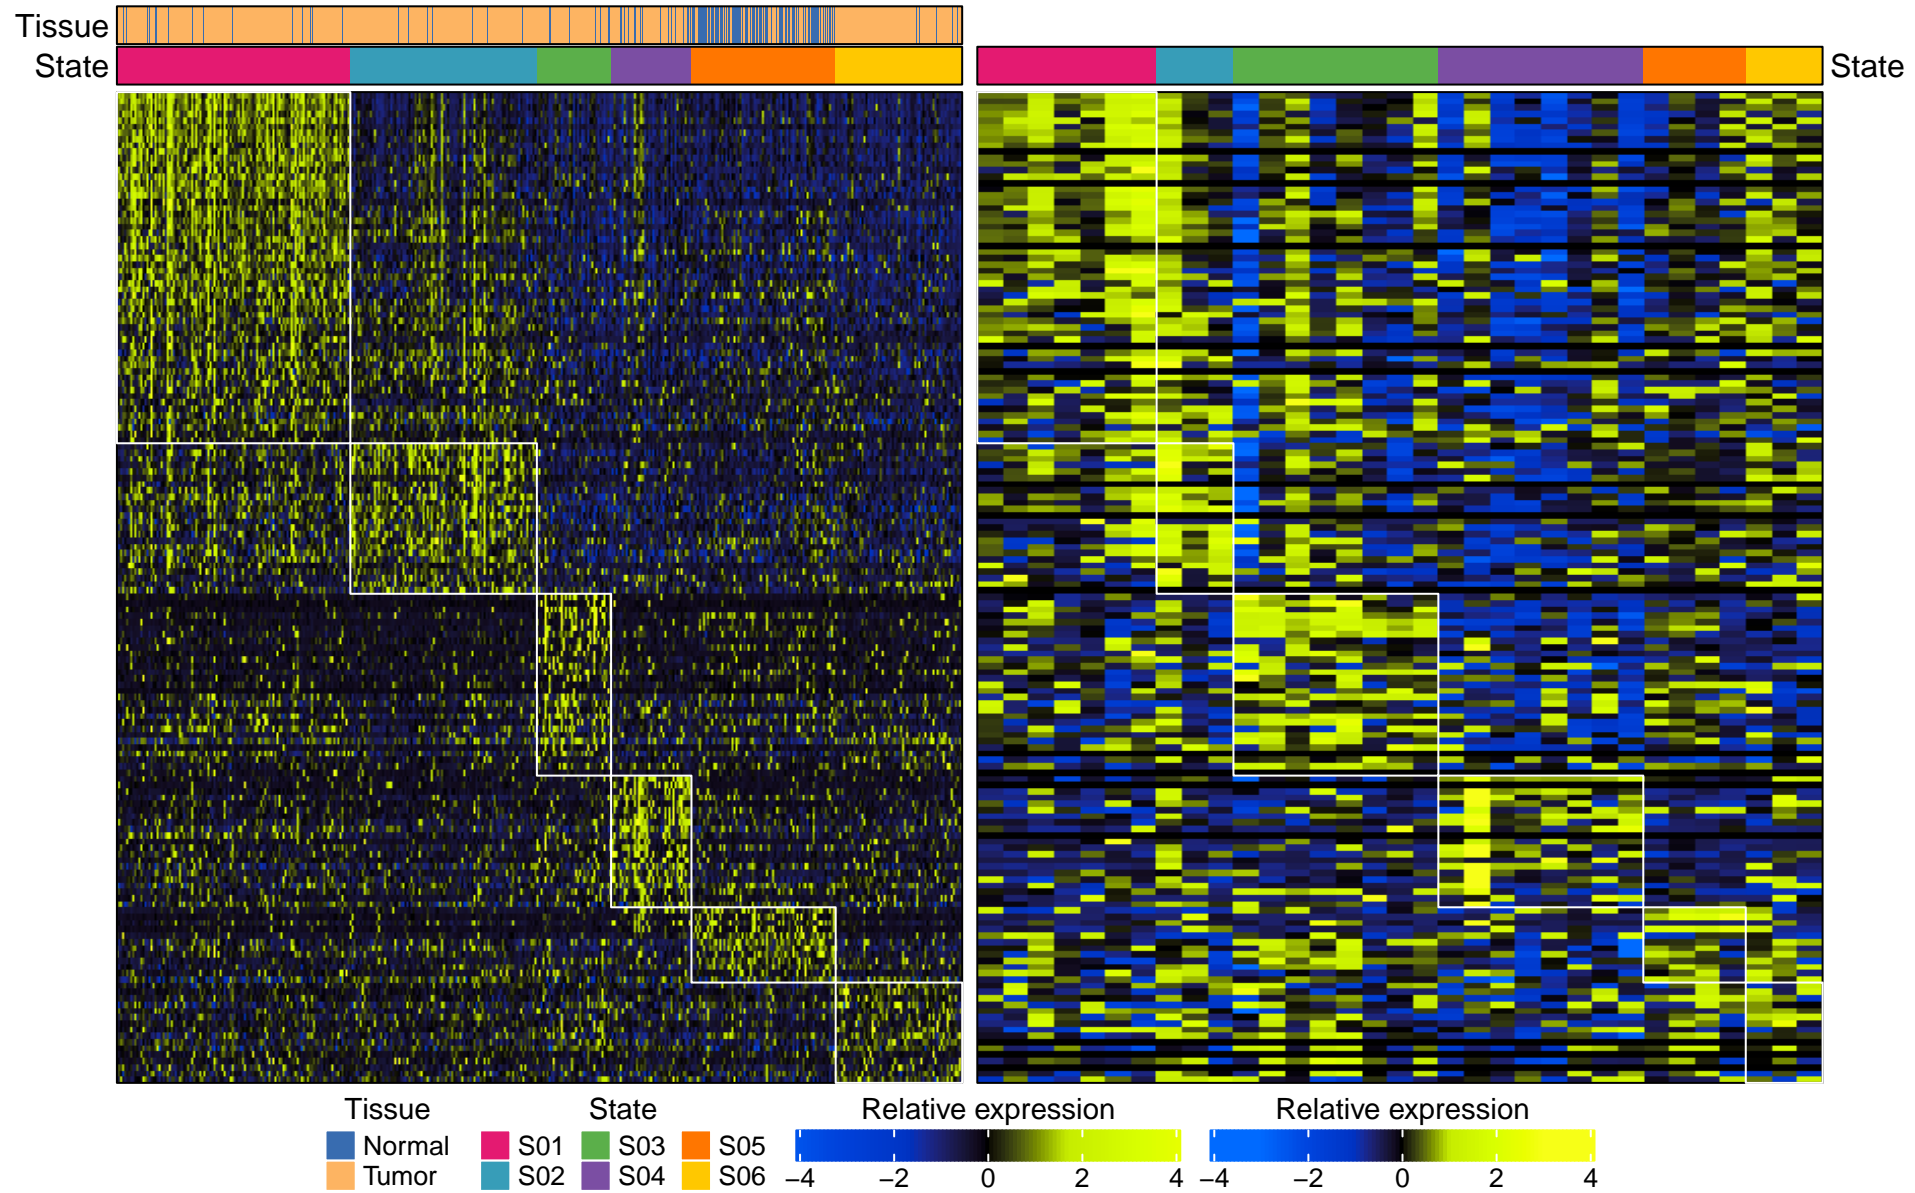 Tissue
State
State
Tissue State Relative expression Relative expression
Normal S01 S03 S05
Tumor S02 S04 S06
−4 −2 0 2 4 −4 −2 0 2 4